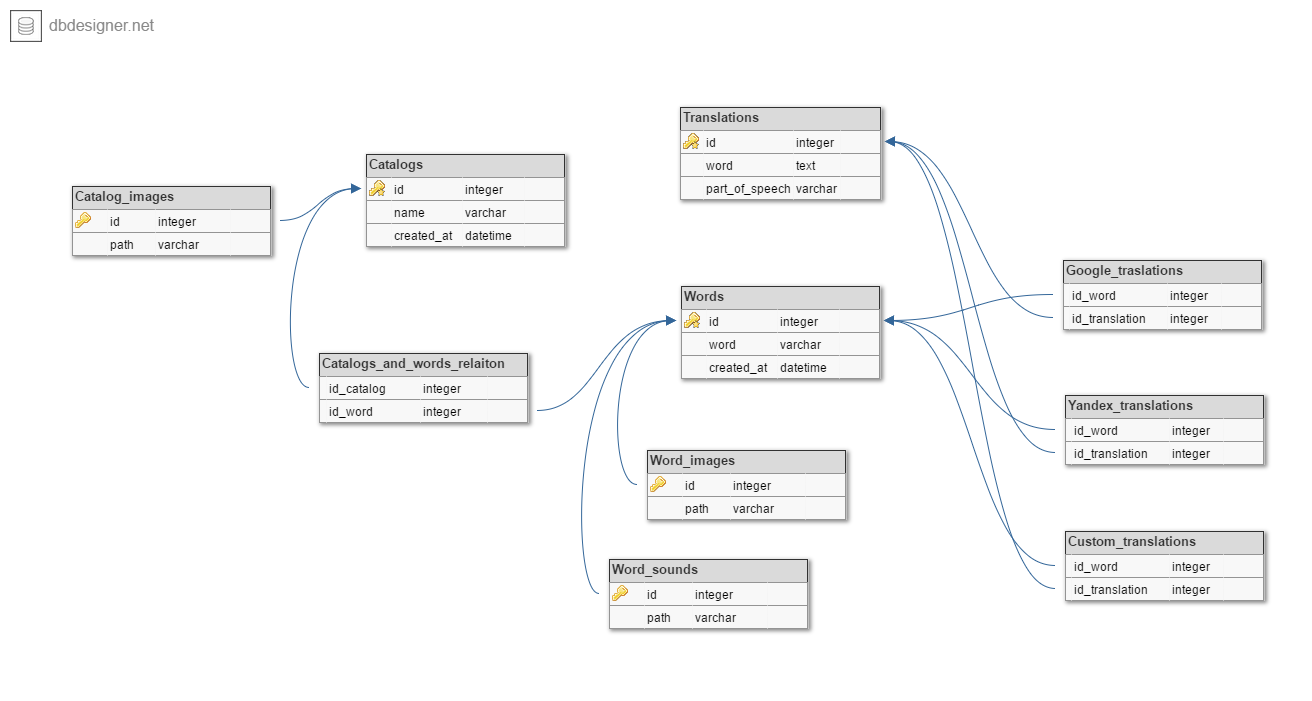 dbdesigner.net
Translations
id integer
word text
part_of_speech varchar
Catalogs
id integer
name varchar
created_at datetime
Catalog_images
id integer
path varchar
Google_traslations
id_word integer
id_translation integer
Words
id integer
word varchar
created_at datetime
Catalogs_and_words_relaiton
id_catalog integer
id_word integer
Yandex_translations
id_word integer
id_translation integer
Word_images
id integer
path varchar
Custom_translations
id_word integer
id_translation integer
Word_sounds
id integer
path varchar